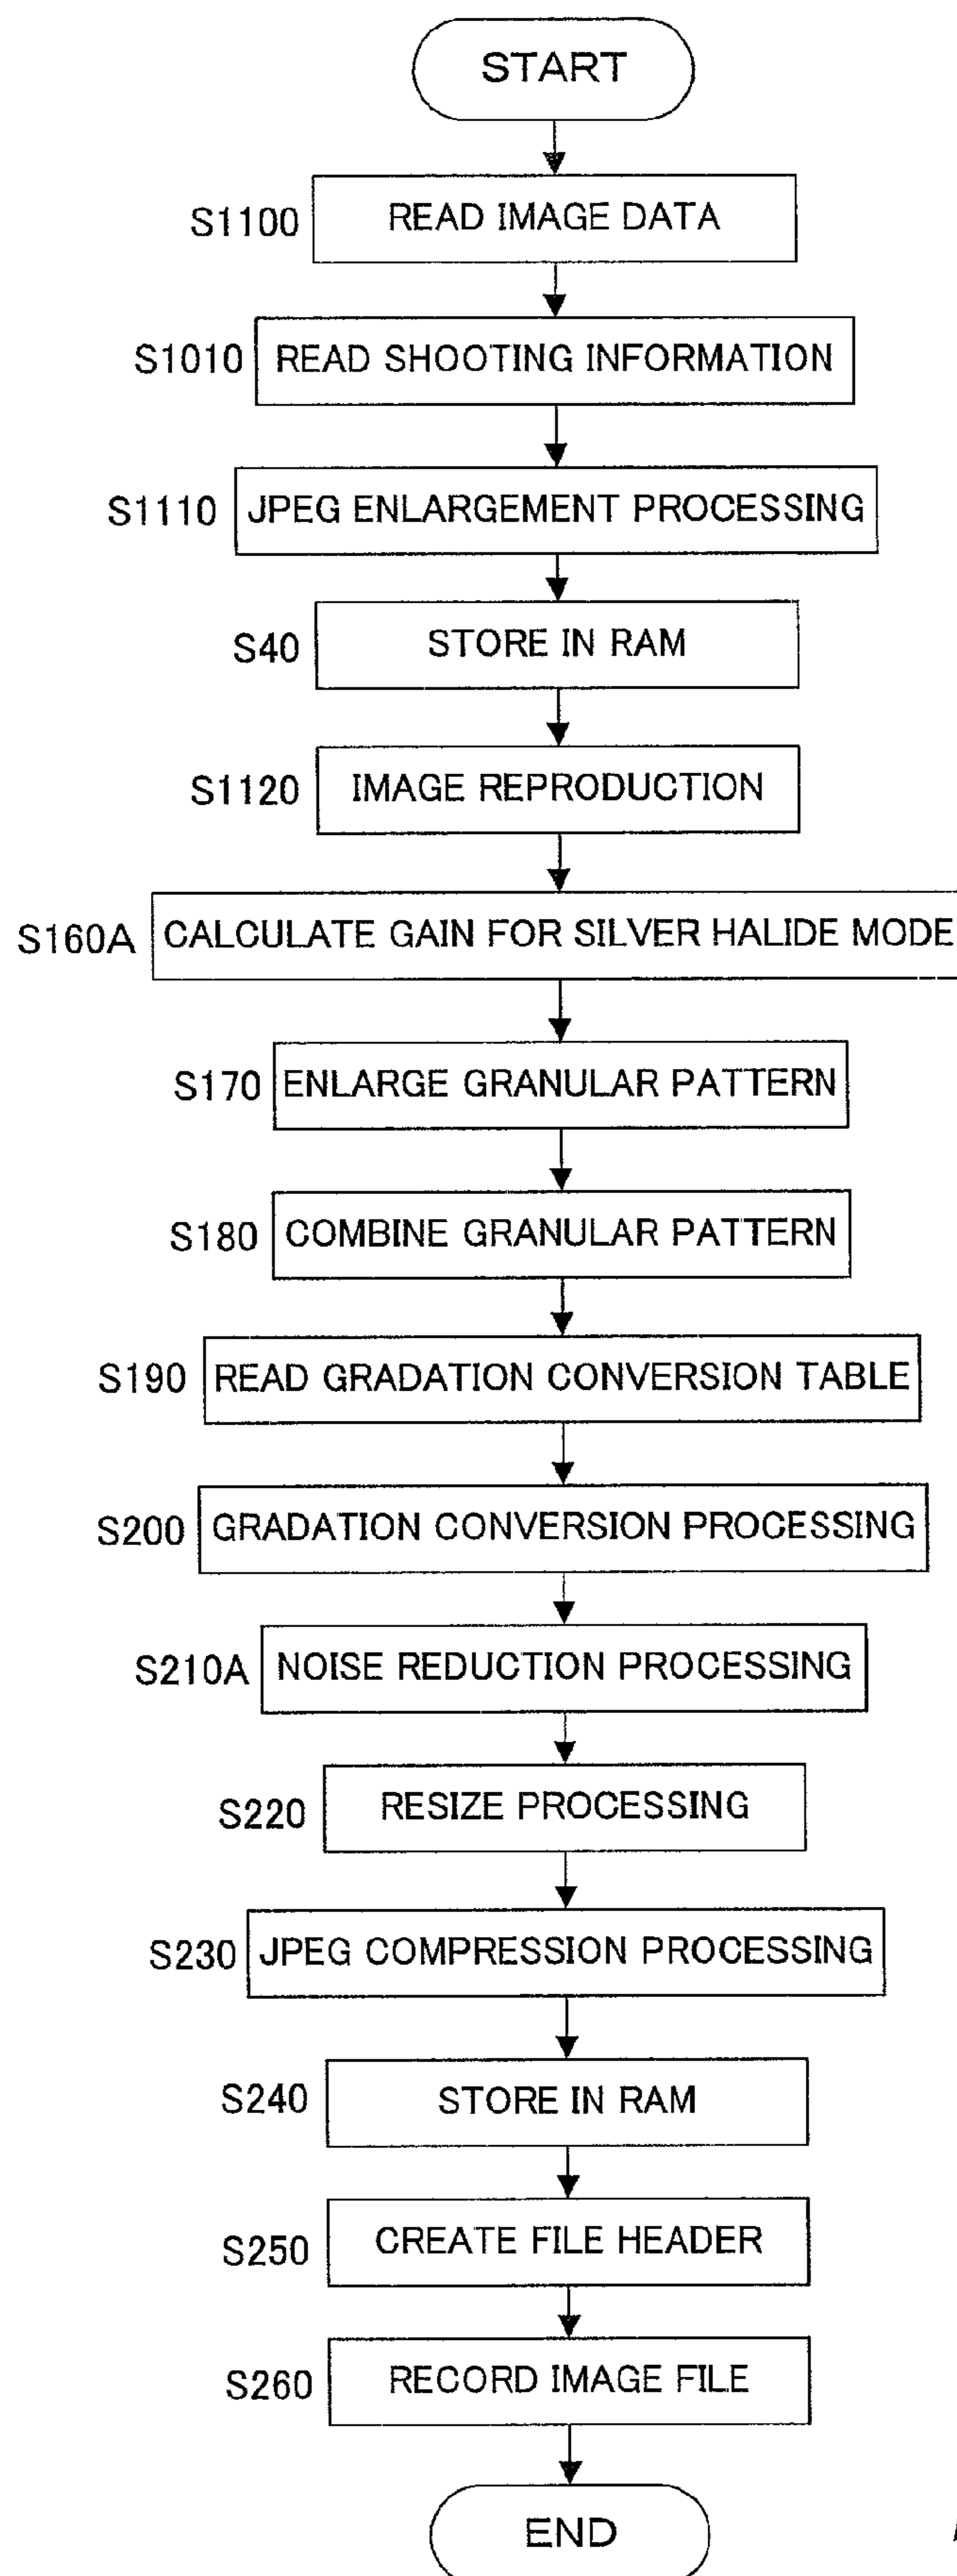 START
S1100 READ IMAGE DATA
S1010 READ SHOOTING INFORMATION
S1110 JPEG ENLARGEMENT PROCESSING
S40 STORE IN RAM
S1120 IMAGE REPRODUCTION
S160A CALCULATE GAIN FOR SILVER HALIDE MODE
S170 ENLARGE GRANULAR PATTERN
S180 COMBINE GRANULAR PATTERN
S190 READ GRADATION CONVERSION TABLE
S200 GRADATION CONVERSION PROCESSING
S210A NOISE REDUCTION PROCESSING
S220 RESIZE PROCESSING
S230 JPEG COMPRESSION PROCESSING
S240 STORE IN RAM
S250 CREATE FILE HEADER
S260 RECORD IMAGE FILE
END